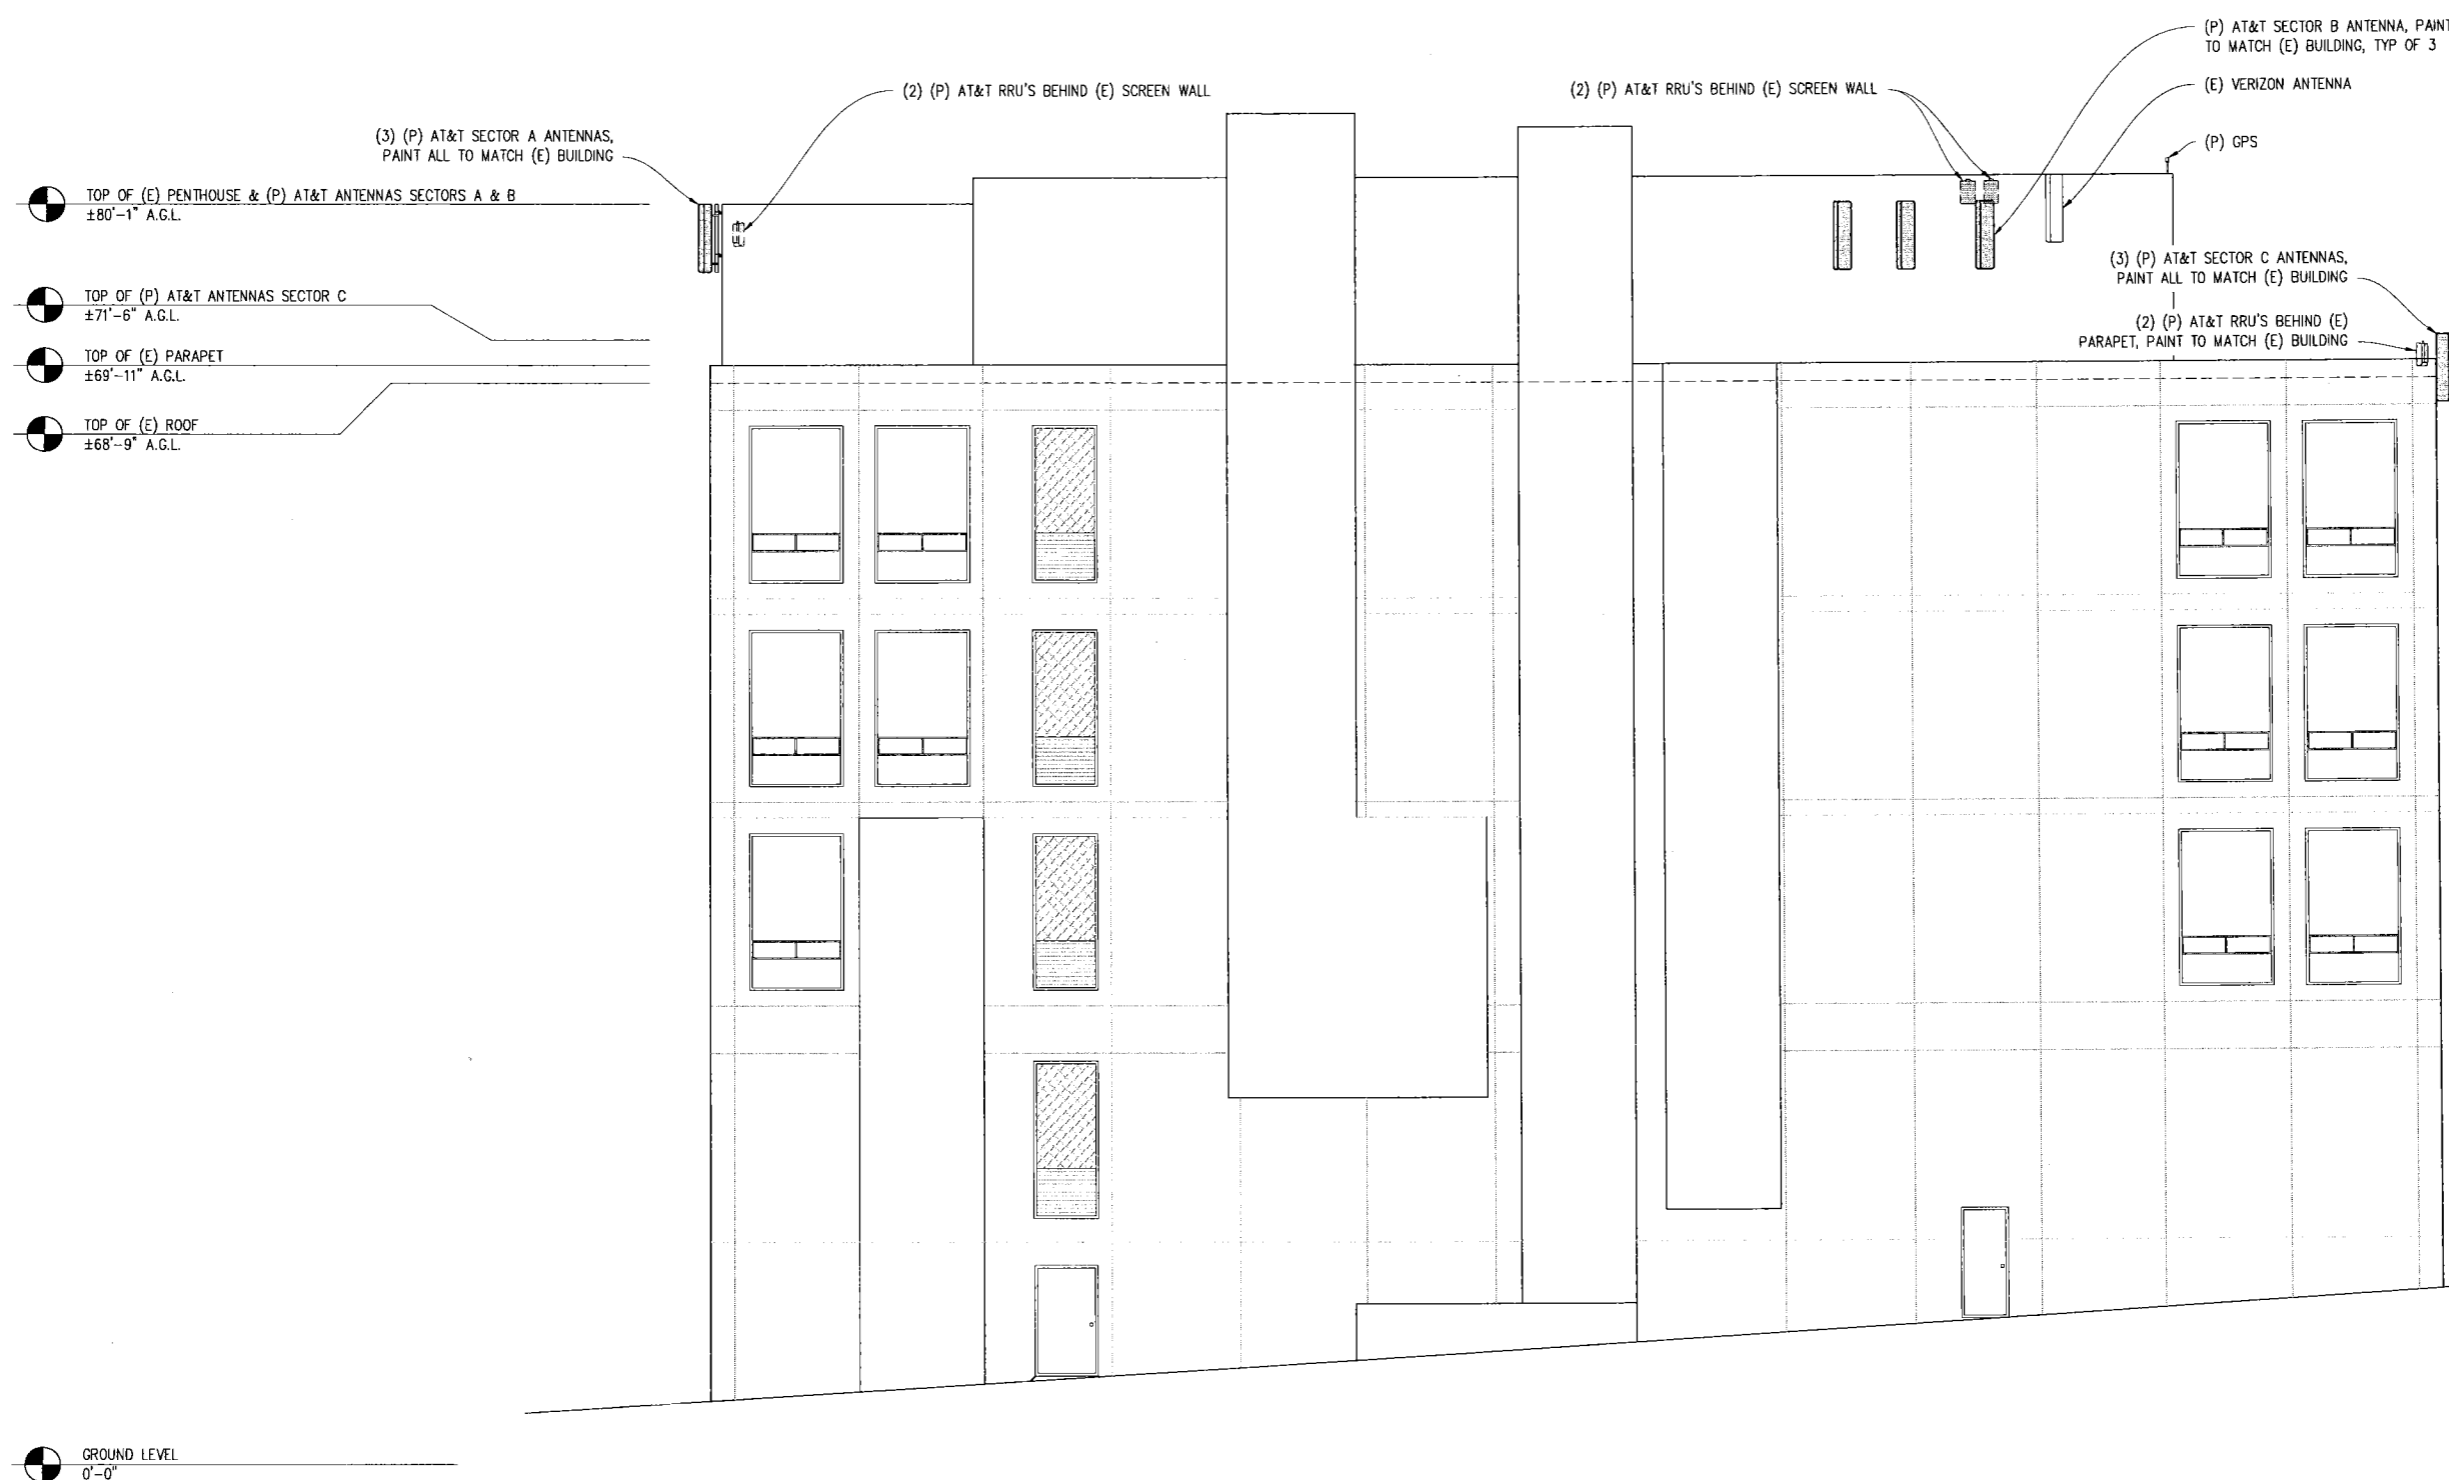 (P) AT&T SECTOR B ANTENNA, PAINT
TO MATCH (E) BUILDING, TYP OF 3
(2) (P) AT&T RRU'S BEHIND (E) SCREEN WALL
(2) (P) AT&T RRU'S BEHIND (E) SCREEN WALL
(E) VERIZON ANTENNA
(3) (P) AT&T SECTOR A ANTENNAS,
PAINT ALL TO MATCH (E) BUILDING
(P) GPS
TOP OF (E) PENTHOUSE & (P) AT&T ANTENNAS SECTORS A & B
±80'-1" A.G.L.
(3) (P) AT&T SECTOR C ANTENNAS,
PAINT ALL TO MATCH (E) BUILDING
TOP OF (P) AT&T ANTENNAS SECTOR C
±71'-6" A.G.L.
(2) (P) AT&T RRU'S BEHIND (E)
PARAPET, PAINT TO MATCH (E) BUILDING
TOP OF (E) PARAPET
±69'-11" A.G.L.
TOP OF (E) ROOF
±68'-9" A.G.L.
GROUND LEVEL
0'-0"